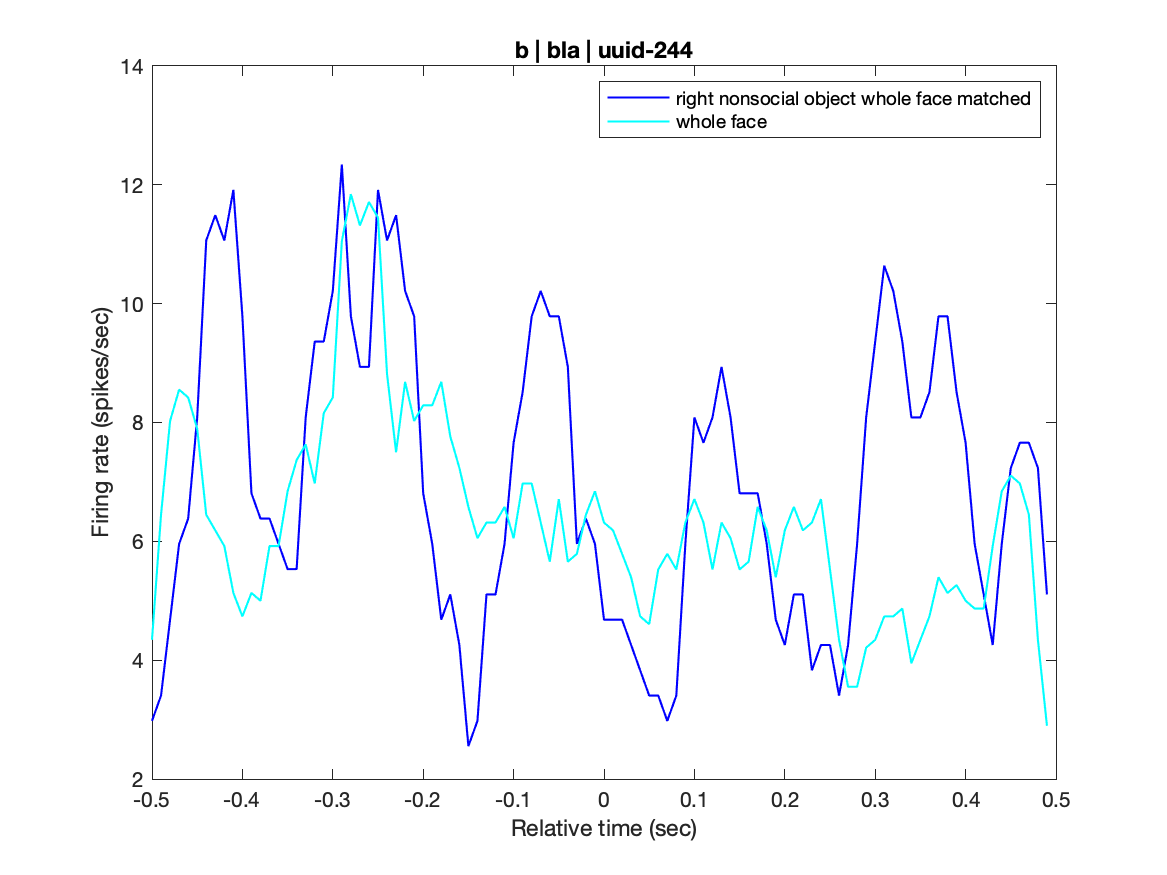 b | bla | uuid-244
right nonsocial object whole face matched
whole face
14
12
10
8
6
4
2
Firing rate (spikes/sec)
-0.5 -0.4 -0.3 -0.2 -0.1 0 0.1 0.2 0.3 0.4 0.5
Relative time (sec)